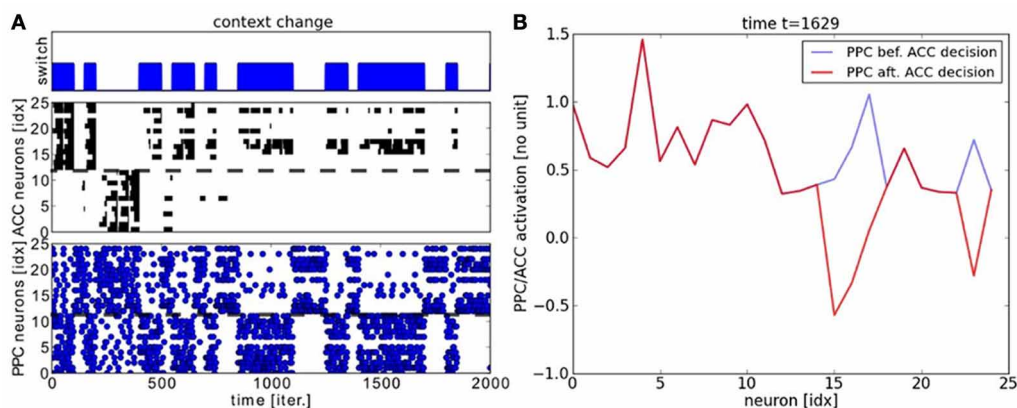 A
context change
switch
ACC neurons [idx]
25
20
15
10
5
0
PPC neurons [idx]
25
20
15
10
5
0
0 500 1000 1500 2000
time [iter.]
B
time t=1629
PPC bef. ACC decision
PPC aft. ACC decision
PPC/ACC activation [no unit]
1.5
1.0
0.5
0.0
−0.5
−1.0
0 5 10 15 20 25
neuron [idx]